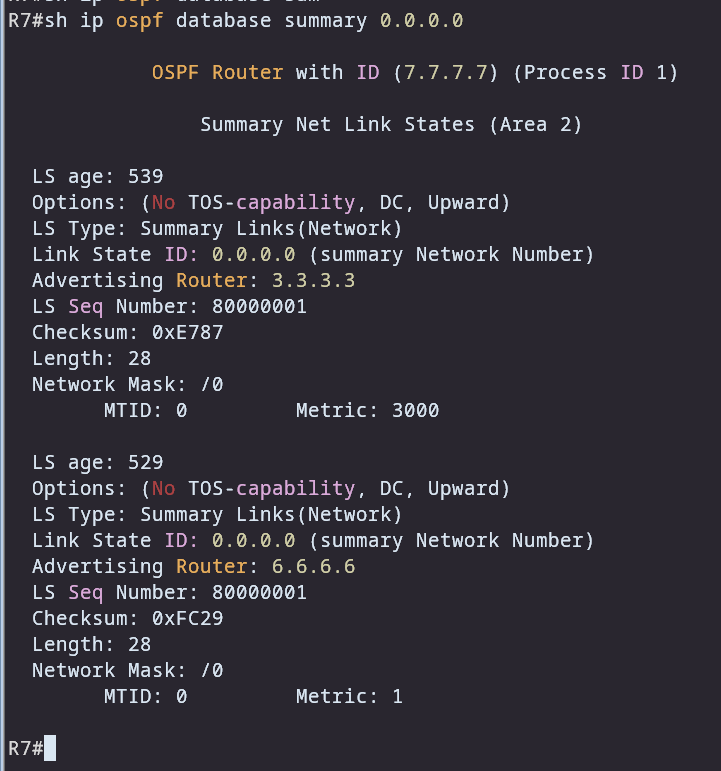 R7#sh ip ospf database summary 0.0.0.0
OSPF Router with ID (7.7.7.7) (Process ID 1)
Summary Net Link States (Area 2)
LS age: 539
Options: (No TOS-capability, DC, Upward)
LS Type: Summary Links(Network)
Link State ID: 0.0.0.0 (summary Network Number)
Advertising Router: 3.3.3.3
LS Seq Number: 80000001
Checksum: 0xE787
Length: 28
Network Mask: /0
MTID: 0 Metric: 3000
LS age: 529
Options: (No TOS-capability, DC, Upward)
LS Type: Summary Links(Network)
Link State ID: 0.0.0.0 (summary Network Number)
Advertising Router: 6.6.6.6
LS Seq Number: 80000001
Checksum: 0xFC29
Length: 28
Network Mask: /0
MTID: 0 Metric: 1
R7#